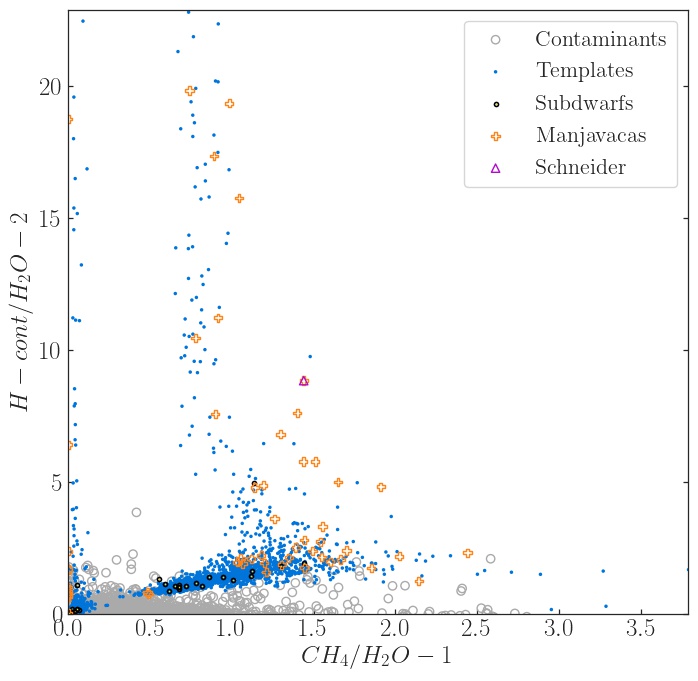 Contaminants
Templates
Subdwarfs
Manjavacas
Schneider
20
15
10
5
0
H − cont/H₂O − 2
0.0 0.5 1.0 1.5 2.0 2.5 3.0 3.5
CH₄/H₂O − 1